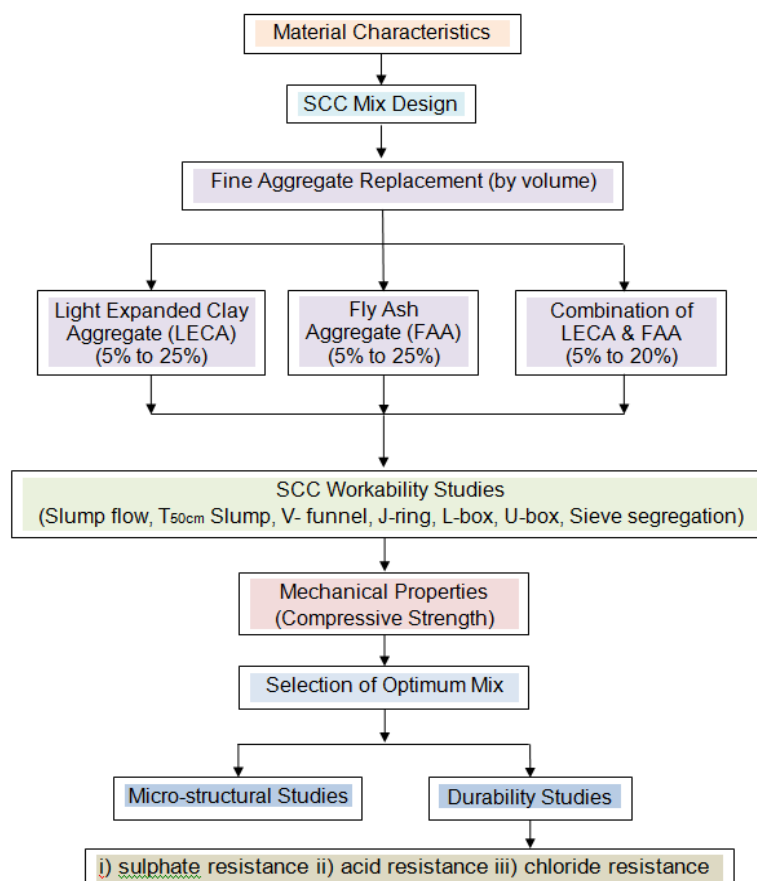 Material Characteristics
SCC Mix Design
Fine Aggregate Replacement (by volume)
Light Expanded Clay
Aggregate (LECA)
(5% to 25%)
Fly Ash
Aggregate (FAA)
(5% to 25%)
Combination of
LECA & FAA
(5% to 20%)
SCC Workability Studies
(Slump flow, T50cm Slump, V- funnel, J-ring, L-box, U-box, Sieve segregation)
Mechanical Properties
(Compressive Strength)
Selection of Optimum Mix
Micro-structural Studies
Durability Studies
i) sulphate resistance ii) acid resistance iii) chloride resistance